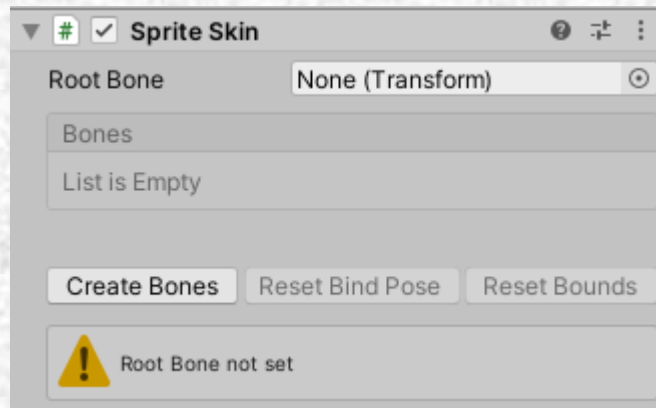 # Sprite Skin ?
Root Bone None (Transform)
Bones
List is Empty
Create Bones Reset Bind Pose Reset Bounds
! Root Bone not set